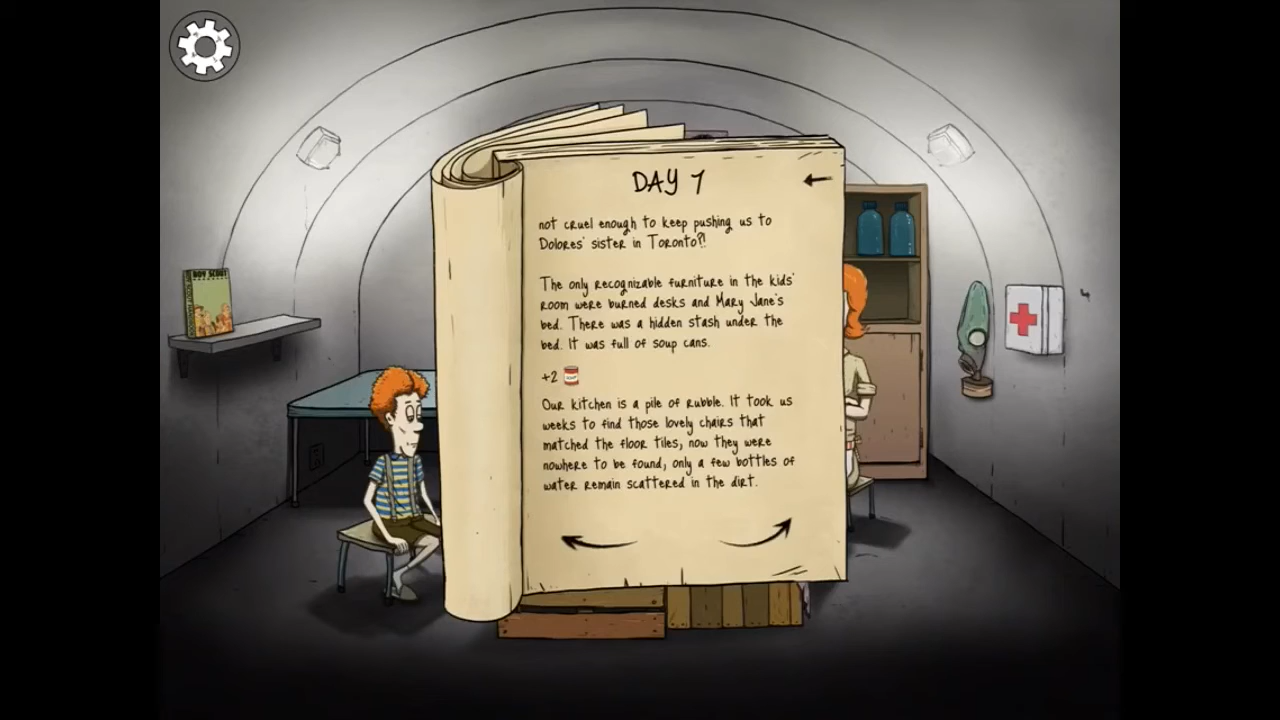 DAY 7
not cruel enough to keep pushing us to
Dolores' sister in Toronto?!
The only recognizable furniture in the kids'
room were burned desks and Mary Jane's
bed. There was a hidden stash under the
bed. It was full of soup cans.
+2
Our kitchen is a pile of rubble. It took us
weeks to find those lovely chairs that
matched the floor tiles, now they were
nowhere to be found, only a few bottles of
water remain scattered in the dirt.
BOY SCOUT